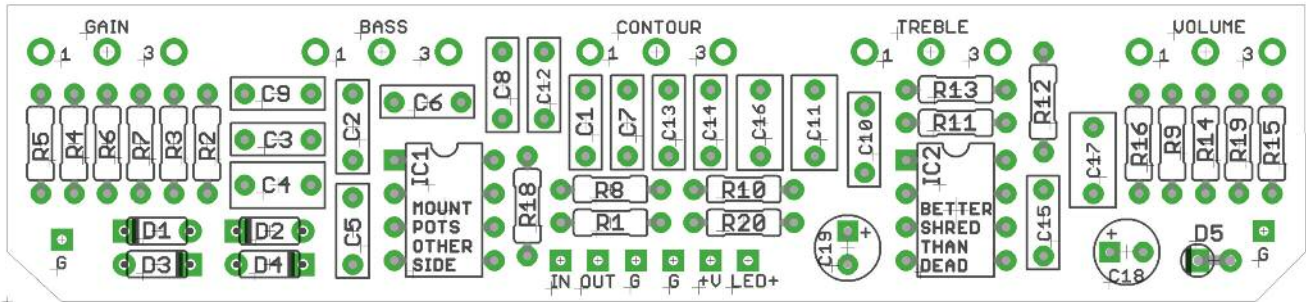 GAIN BASS CONTOUR TREBLE VOLUME
1 3 1 3 1 3 1 3 1 3
R5 R4 R6 R7 R3 R2
C9
C3
C4
D1 D2
D3 D4
G
C2
C5
C6
C8 C12
IC1
MOUNT
POTS
OTHER
SIDE
R18
C1 C7 C13 C14 C16 C11
R8 R10
R1 R20
IN OUT G G +V LED+
C10
C19 +
R13
R11
IC2
BETTER
SHRED
THAN
DEAD
R12
C15
C17
+
C18
R16 R9 R14 R19 R15
D5
G